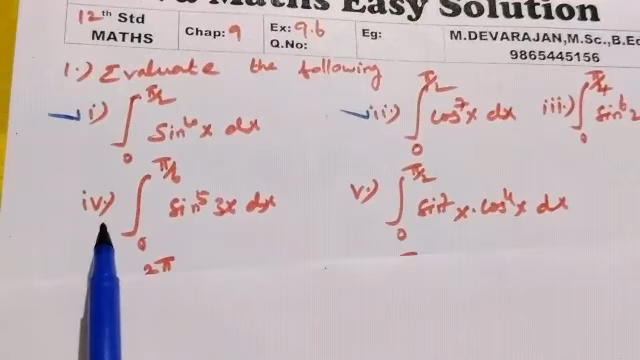 Maths Easy Solution
12th Std MATHS Chap: 9 Ex: 9.6 Q.No: Eg: M.DEVARAJAN,M.Sc.,B.Ed
9865445156
1.) Evaluate the following
i) ∫₀^{π/2} sin¹⁰x dx ii) ∫₀^{π/2} cos⁷x dx iii.) ∫₀^{π/4} sin⁶2
iv.) ∫₀^{π/6} sin⁵3x dx v.) ∫₀^{π/2} sin²x.cos⁴x dx
2π